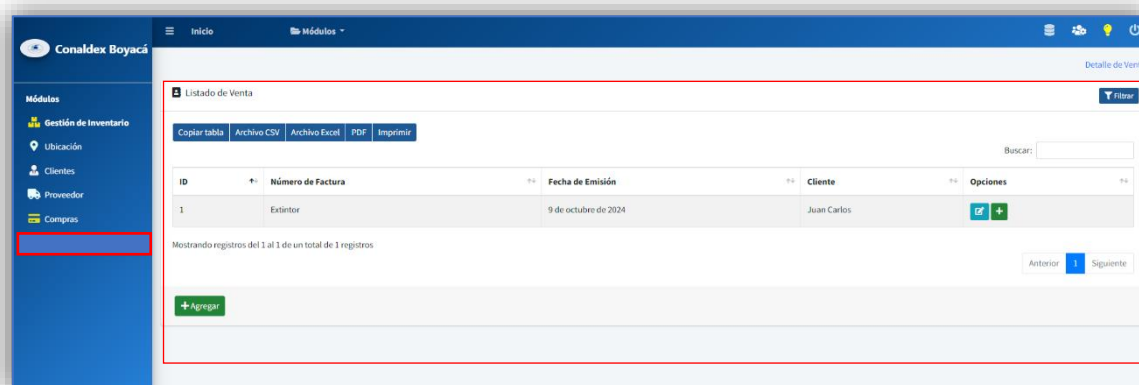 Conaldex Boyacá
Inicio
Módulos
Detalle de Vent
Módulos
Gestión de Inventario
Ubicación
Clientes
Proveedor
Compras
Listado de Venta
Filtrar
Copiar tabla Archivo CSV Archivo Excel PDF Imprimir
Buscar:
ID Número de Factura Fecha de Emisión Cliente Opciones
1 Extintor 9 de octubre de 2024 Juan Carlos
Mostrando registros del 1 al 1 de un total de 1 registros
Anterior 1 Siguiente
Agregar